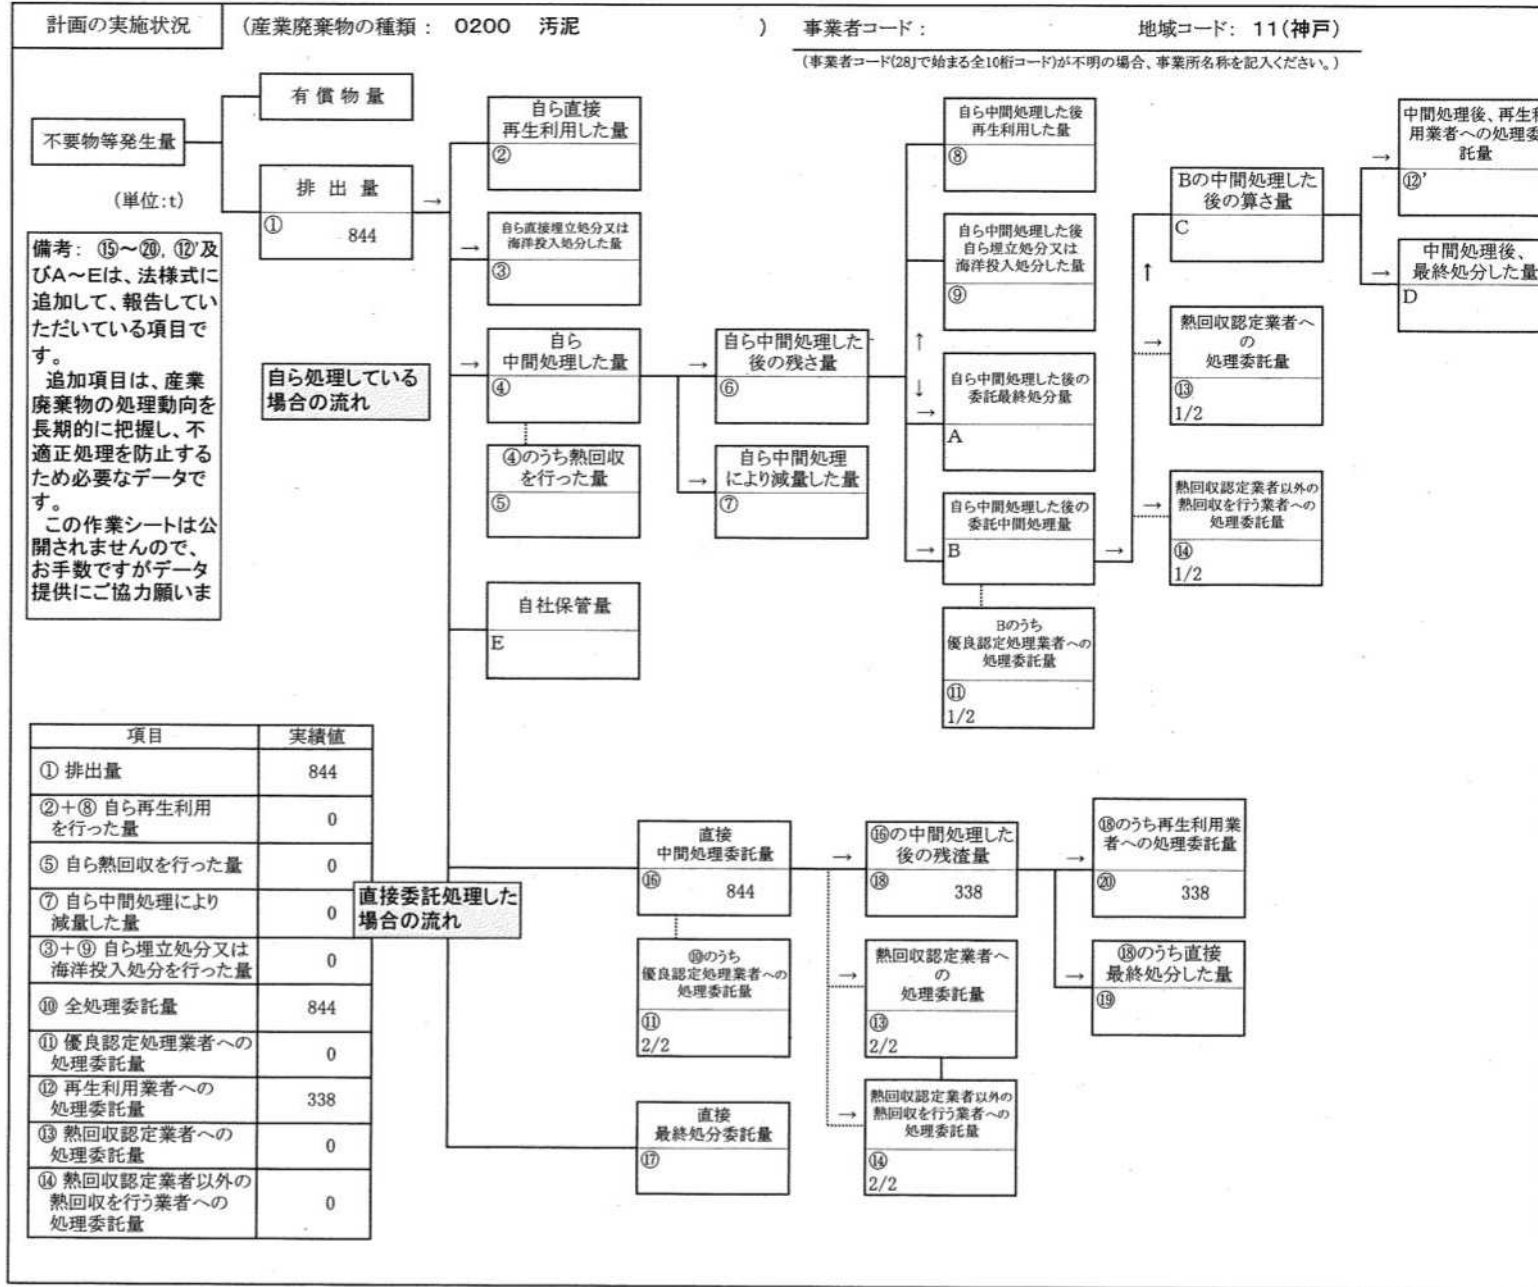 計画の実施状況 (産業廃棄物の種類： 0200 汚泥 ) 事業者コード： 地域コード： 11(神戸)
(事業者コード(28Jで始まる全10桁コード)が不明の場合、事業所名称を記入ください。)
不要物等発生量
(単位:t)
有償物量
排出量
→
① 844
備考： ⑮～⑳, ⑫'及
びA～Eは、法様式に
追加して、報告してい
ただいている項目で
す。
追加項目は、産業
廃棄物の処理動向を
長期的に把握し、不
適正処理を防止する
ため必要なデータで
す。
この作業シートは公
開されませんので、
お手数ですがデータ
提供にご協力願いま
自ら処理している
場合の流れ
自ら直接
再生利用した量
②
→
自ら直接埋立処分又は
海洋投入処分した量
③
→
自ら
中間処理した量
④
④のうち熱回収
を行った量
⑤
自社保管量
E
→
自ら中間処理した
後の残さ量
⑥
→
自ら中間処理
により減量した量
⑦
自ら中間処理した後
再生利用した量
⑧
自ら中間処理した後
自ら埋立処分又は
海洋投入処分した量
⑨
↑
↓
→
自ら中間処理した後の
委託最終処分量
A
自ら中間処理した後の
委託中間処理量
→
B
→
Bのうち
優良認定処理業者への
処理委託量
⑪
1/2
↑
Bの中間処理した
後の算さ量
C
→
中間処理後、再生利
用業者への処理委
託量
⑫'
→
中間処理後、
最終処分した量
D
→
熱回収認定業者へ
の
処理委託量
⑬
1/2
→
熱回収認定業者以外の
熱回収を行う業者への
処理委託量
⑭
1/2
項目 実績値
① 排出量 844
②＋⑧ 自ら再生利用
を行った量 0
⑤ 自ら熱回収を行った量 0
⑦ 自ら中間処理により
減量した量 0
③＋⑨ 自ら埋立処分又は
海洋投入処分を行った量 0
⑩ 全処理委託量 844
⑪ 優良認定処理業者への
処理委託量 0
⑫ 再生利用業者への
処理委託量 338
⑬ 熱回収認定業者への
処理委託量 0
⑭ 熱回収認定業者以外の
熱回収を行う業者への
処理委託量 0
直接委託処理した
場合の流れ
直接
中間処理委託量
⑯ 844
→
⑯の中間処理した
後の残渣量
⑱ 338
→
⑱のうち再生利用業
者への処理委託量
⑳ 338
⑩のうち
優良認定処理業者への
処理委託量
⑪
2/2
→
熱回収認定業者へ
の
処理委託量
⑬
2/2
→
⑱のうち直接
最終処分した量
⑲
→
熱回収認定業者以外の
熱回収を行う業者への
処理委託量
⑭
2/2
直接
最終処分委託量
⑰